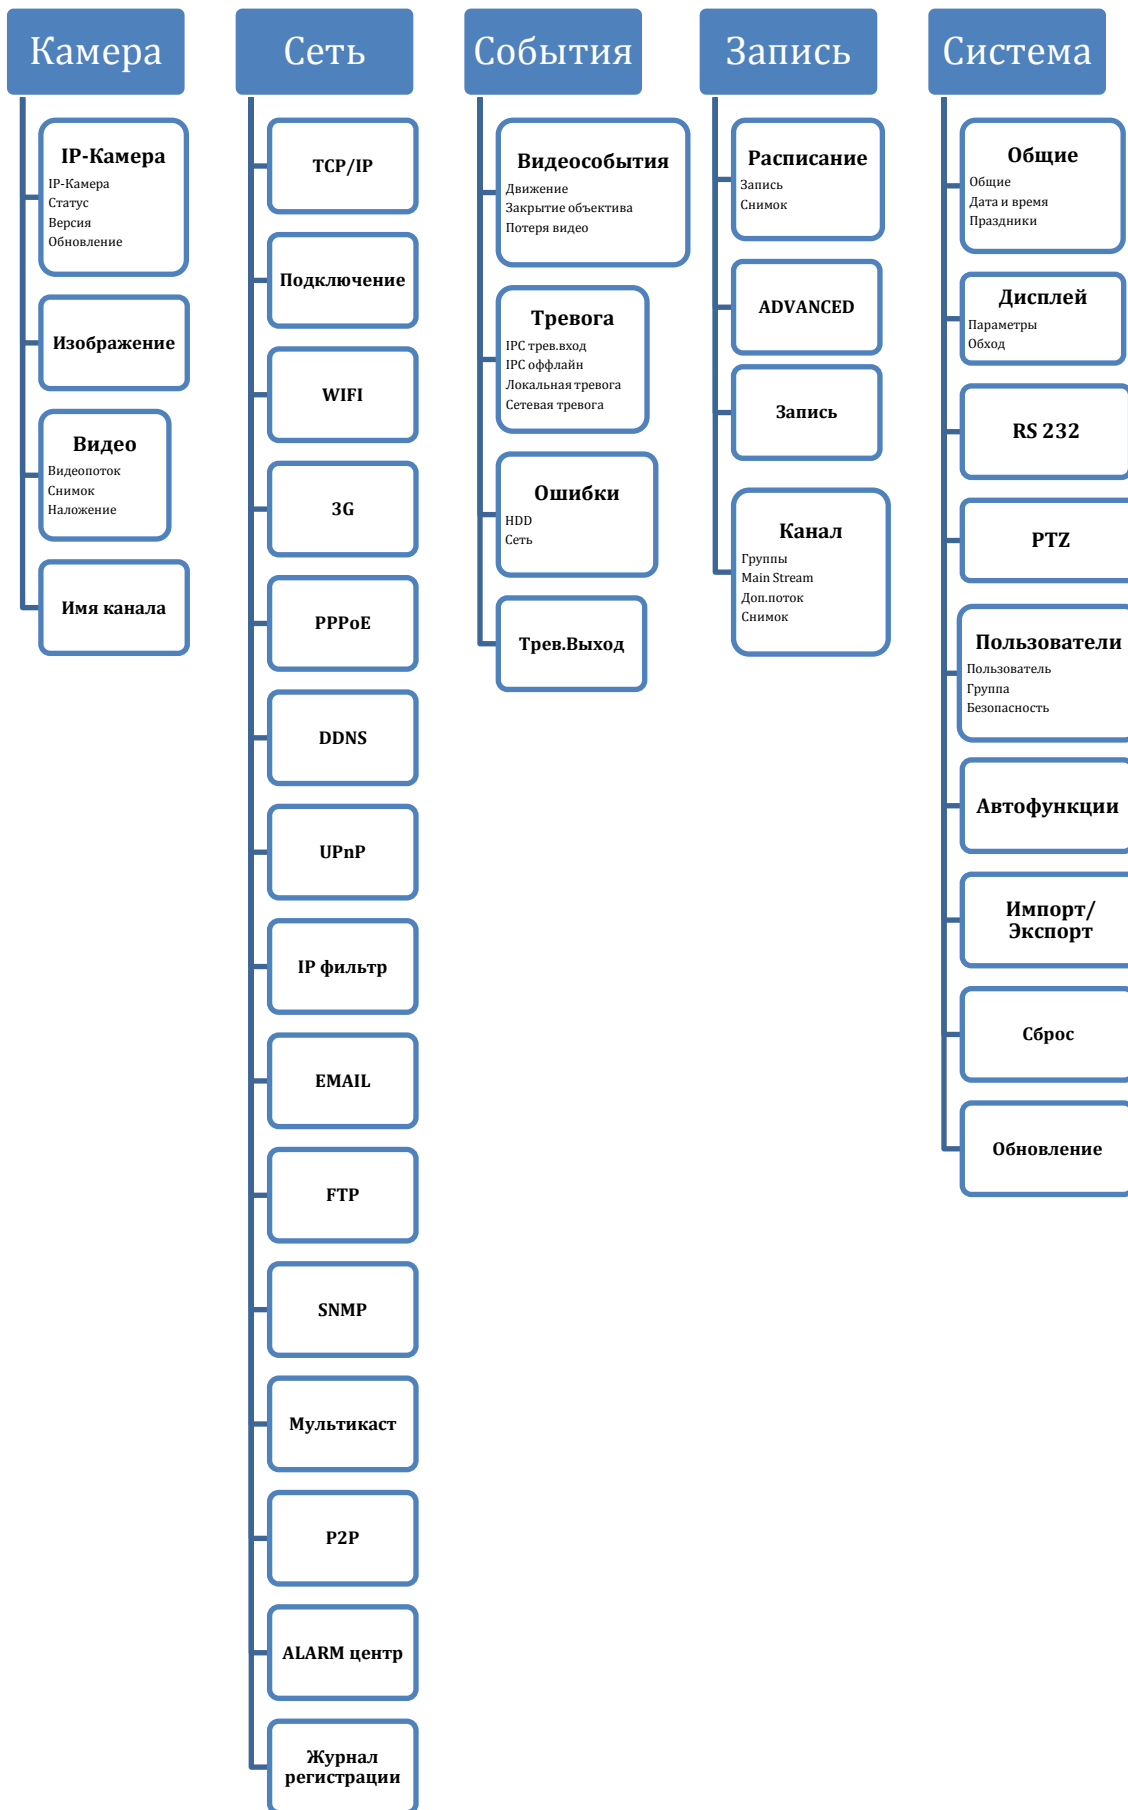 Камера
IP-Камера
IP-Камера
Статус
Версия
Обновление
Изображение
Видео
Видеопоток
Снимок
Наложение
Имя канала
Сеть
TCP/IP
Подключение
WIFI
3G
PPPoE
DDNS
UPnP
IP фильтр
EMAIL
FTP
SNMP
Мультикаст
P2P
ALARM центр
Журнал
регистрации
События
Видеособытия
Движение
Закрытие объектива
Потеря видео
Тревога
IPC трев.вход
IPC оффлайн
Локальная тревога
Сетевая тревога
Ошибки
HDD
Сеть
Трев.Выход
Запись
Расписание
Запись
Снимок
ADVANCED
Запись
Канал
Группы
Main Stream
Доп.поток
Снимок
Система
Общие
Общие
Дата и время
Праздники
Дисплей
Параметры
Обход
RS 232
PTZ
Пользователи
Пользователь
Группа
Безопасность
Автофункции
Импорт/
Экспорт
Сброс
Обновление